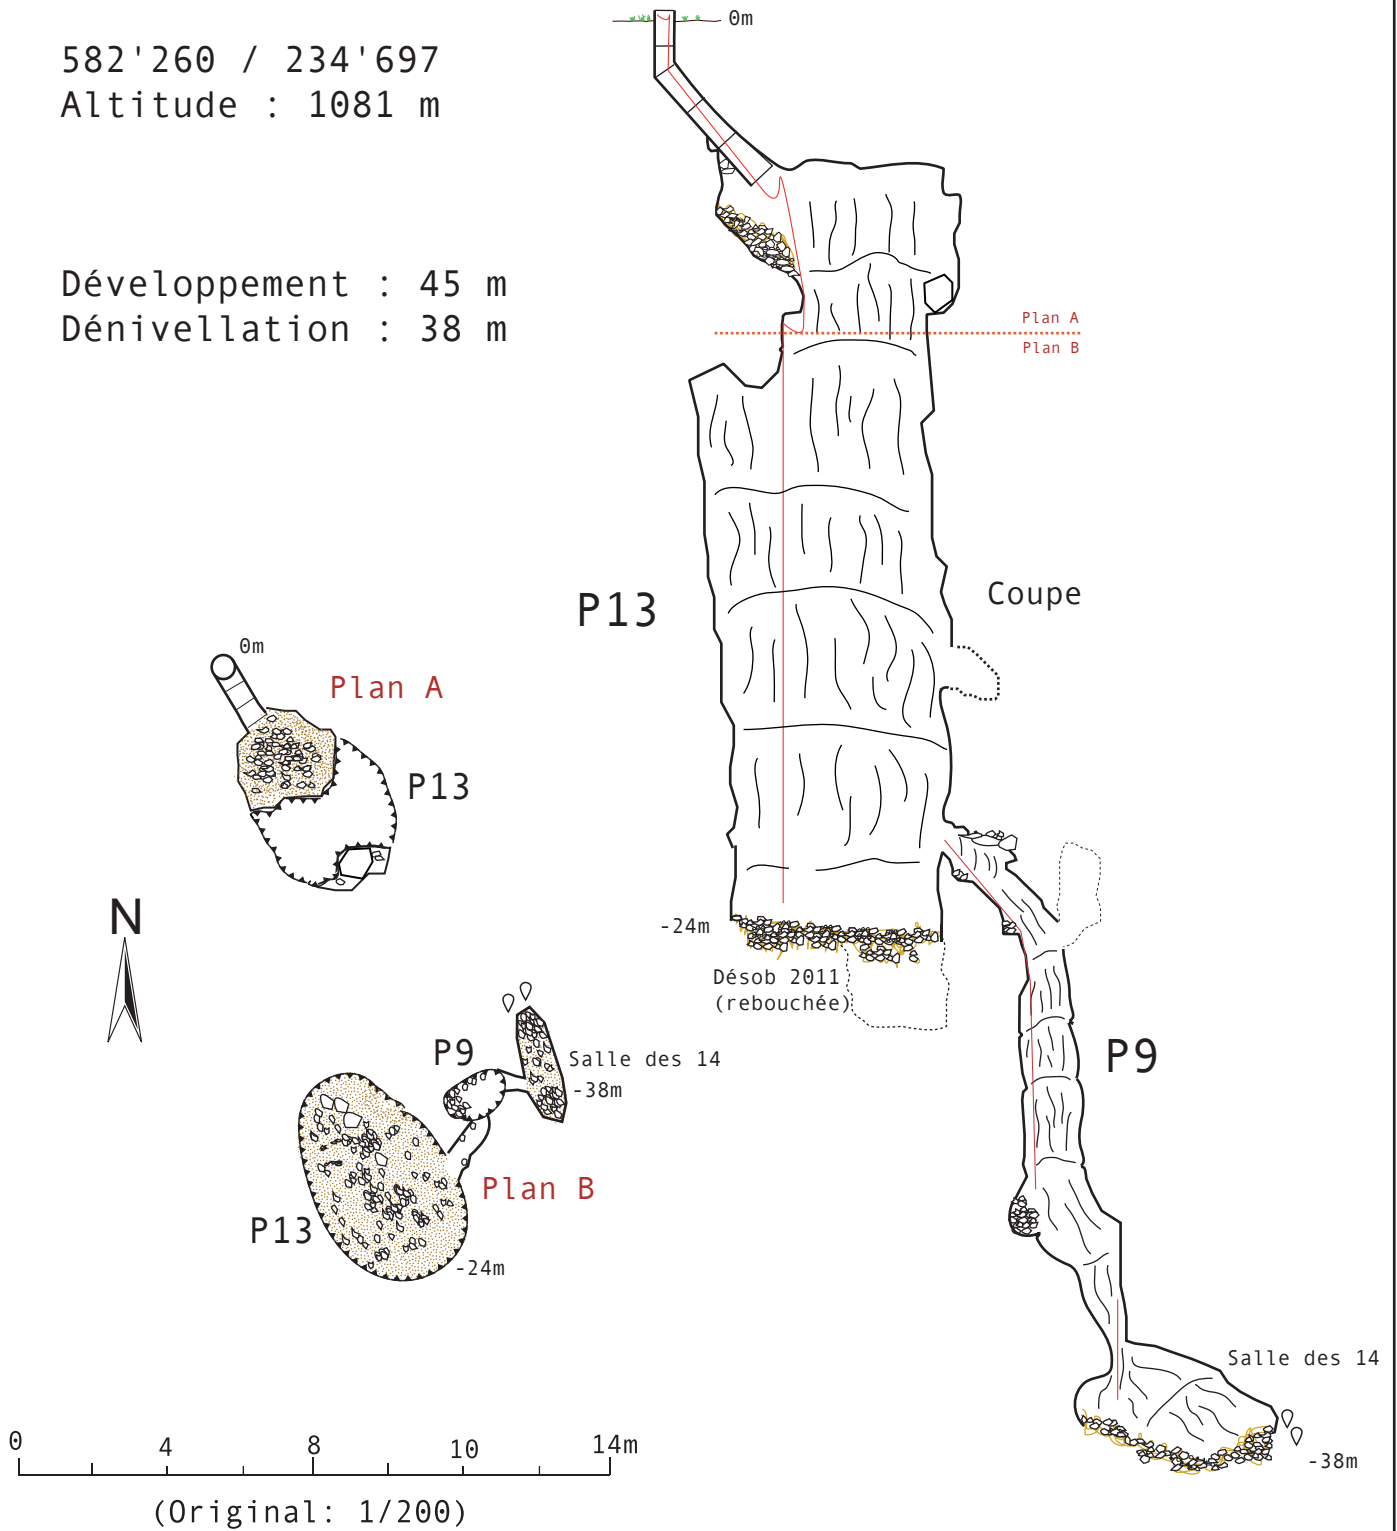 582'260 / 234'697
Altitude : 1081 m
0m
Développement : 45 m
Dénivellation : 38 m
Plan A
Plan B
P13
Coupe
0m
Plan A
P13
N
-24m
Désob 2011
(rebouchée)
P9
Salle des 14
-38m
P9
Plan B
P13
-24m
Salle des 14
-38m
0 4 8 10 14m
(Original: 1/200)